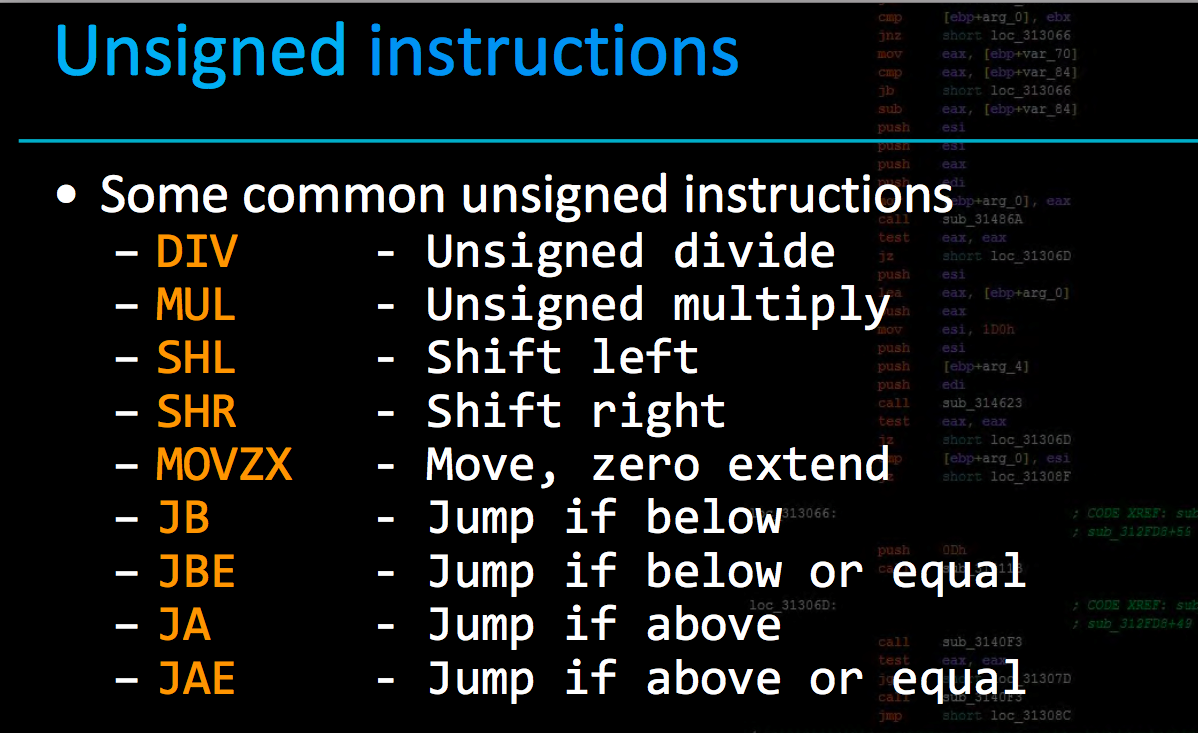 Unsigned instructions
• Some common unsigned instructions
– DIV - Unsigned divide
– MUL - Unsigned multiply
– SHL - Shift left
– SHR - Shift right
– MOVZX - Move, zero extend
– JB - Jump if below
– JBE - Jump if below or equal
– JA - Jump if above
– JAE - Jump if above or equal
cmp [ebp+arg_0], ebx
jnz short loc_313066
mov eax, [ebp+var_70]
cmp eax, [ebp+var_84]
jb short loc_313066
sub eax, [ebp+var_84]
push esi
push esi
push eax
push edi
[ebp+arg_0], eax
call sub_31486A
test eax, eax
jz short loc_31306D
push esi
lea eax, [ebp+arg_0]
push eax
mov esi, 1D0h
push esi
push [ebp+arg_4]
push edi
call sub_314623
test eax, eax
jz short loc_31306D
[ebp+arg_0], esi
short loc_31308F
loc_313066: ; CODE XREF: sub
; sub_312FD8+55
push 0Dh
loc_31306D: ; CODE XREF: sub
; sub_312FD8+49
call sub_3140F3
test eax, eax
short loc_31307D
call sub_3140F3
jmp short loc_31308C